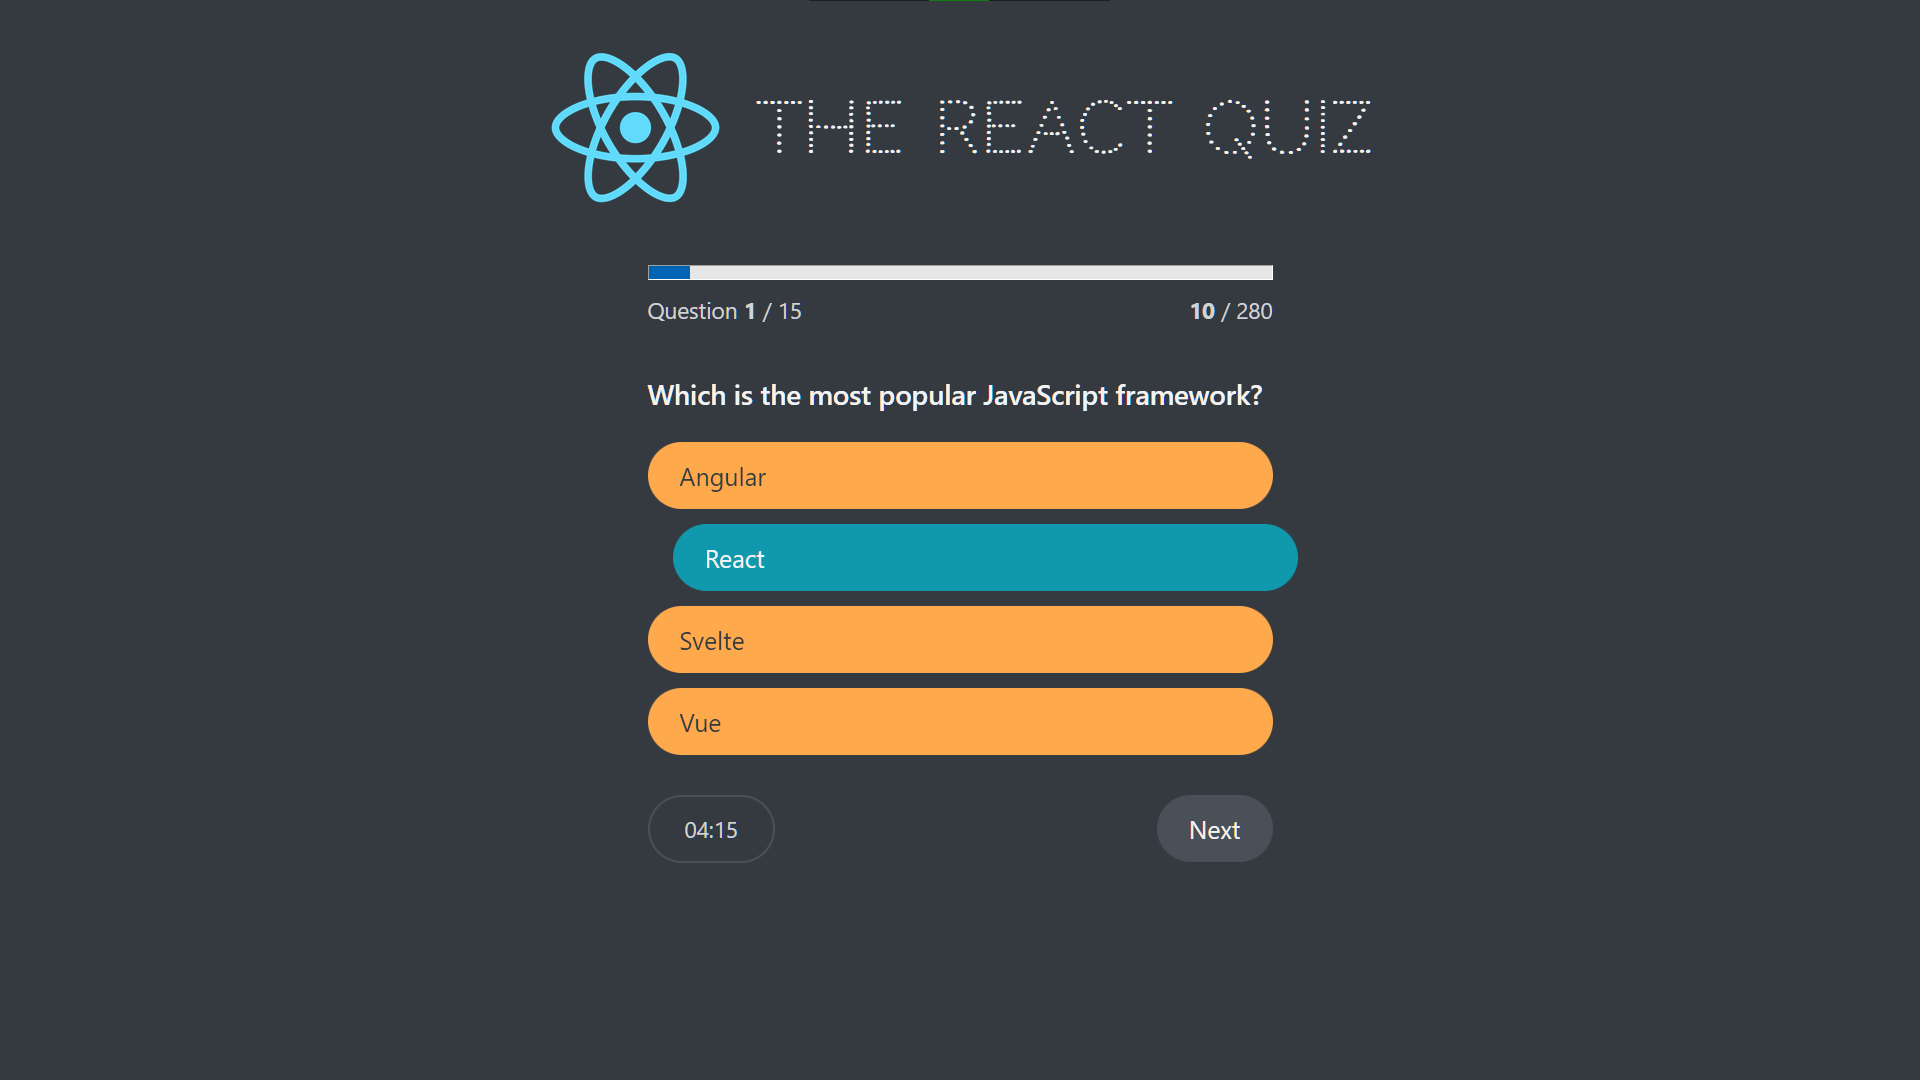 THE REACT QUIZ
Question 1 / 15
10 / 280
Which is the most popular JavaScript framework?
Angular
React
Svelte
Vue
04:15
Next